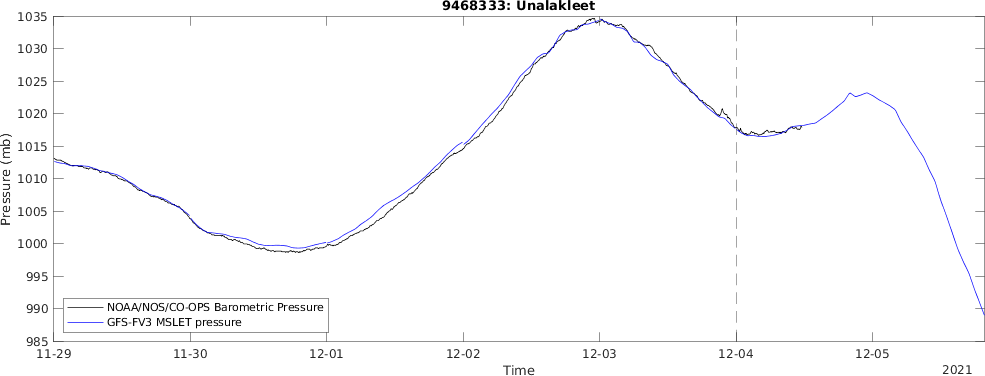 9468333: Unalakleet
1035
1030
1025
1020
1015
1010
1005
1000
995
990
985
Pressure (mb)
NOAA/NOS/CO-OPS Barometric Pressure
GFS-FV3 MSLET pressure
11-29 11-30 12-01 12-02 12-03 12-04 12-05
Time
2021